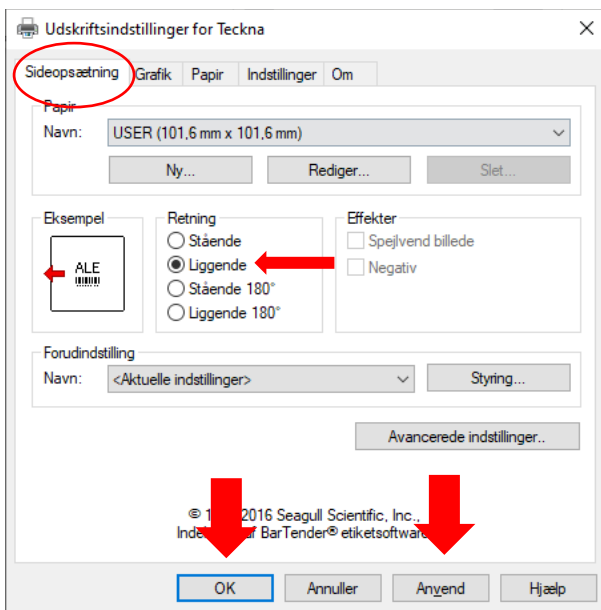 Udskriftsindstillinger for Teckna
Sideopsætning Grafik Papir Indstillinger Om
Papir
Navn: USER (101,6 mm x 101,6 mm)
Ny... Rediger... Slet...
Eksempel Retning Effekter
Stående Spejlvend billede
ALE Liggende Negativ
Stående 180°
Liggende 180°
Forudindstilling
Navn: <Aktuelle indstillinger> Styring...
Avancerede indstillinger..
© 2016 Seagull Scientific, Inc.,
BarTender® etiketsoftware
OK Annuller Anvend Hjælp